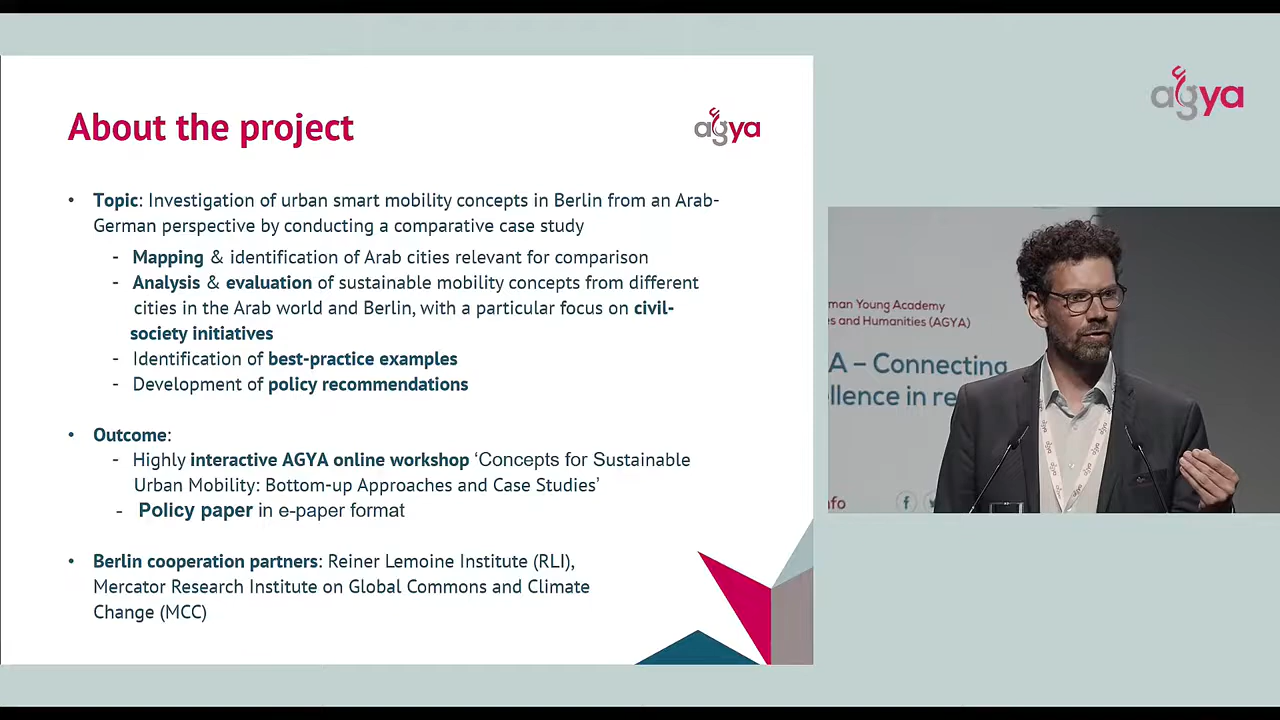 About the project
agya
• Topic: Investigation of urban smart mobility concepts in Berlin from an Arab-
German perspective by conducting a comparative case study
- Mapping & identification of Arab cities relevant for comparison
- Analysis & evaluation of sustainable mobility concepts from different
cities in the Arab world and Berlin, with a particular focus on civil-
society initiatives
- Identification of best-practice examples
- Development of policy recommendations
• Outcome:
- Highly interactive AGYA online workshop ‘Concepts for Sustainable
Urban Mobility: Bottom-up Approaches and Case Studies’
- Policy paper in e-paper format
• Berlin cooperation partners: Reiner Lemoine Institute (RLI),
Mercator Research Institute on Global Commons and Climate
Change (MCC)
agya
man Young Academy
s and Humanities (AGYA)
A – Connecting
llence in re
nfo
agya